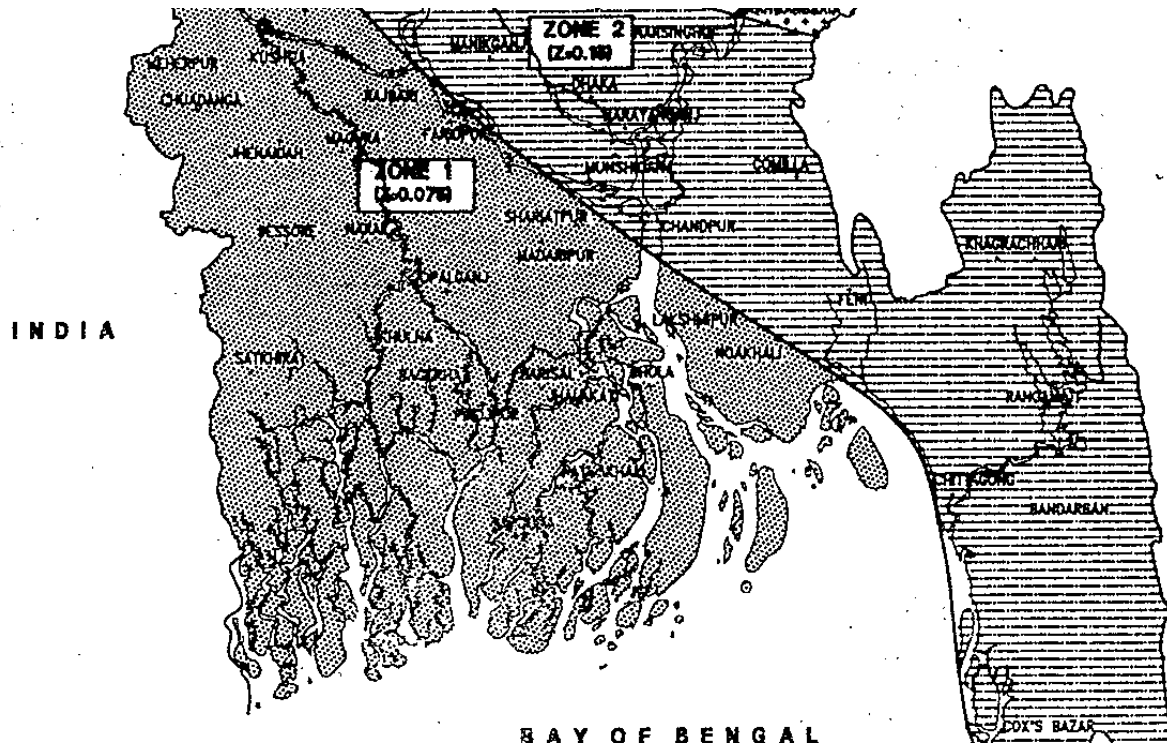 ZONE 2
(Z=0.15)
MANIKGANJ
NARSINGHDI
MEHERPUR
KUSHTIA
DHAKA
CHUADANGA
RAJBARI
NARAYANGANJ
MAGURA
FARIDPUR
JHENAIDAH
MUNSHIGANJ
COMILLA
ZONE 1
(Z=0.075)
SHARIATPUR
CHANDPUR
JESSORE
NARAIL
KHAGRACHHARI
MADARIPUR
GOPALGANJ
FENI
INDIA
LAKSHMIPUR
KHULNA
NOAKHALI
SATKHIRA
BAGERHAT
BARISAL
BHOLA
JHALAKATI
RANGAMATI
PIROJPUR
PATUAKHALI
CHITTAGONG
BANDARBAN
BARGUNA
COX'S BAZAR
BAY OF BENGAL